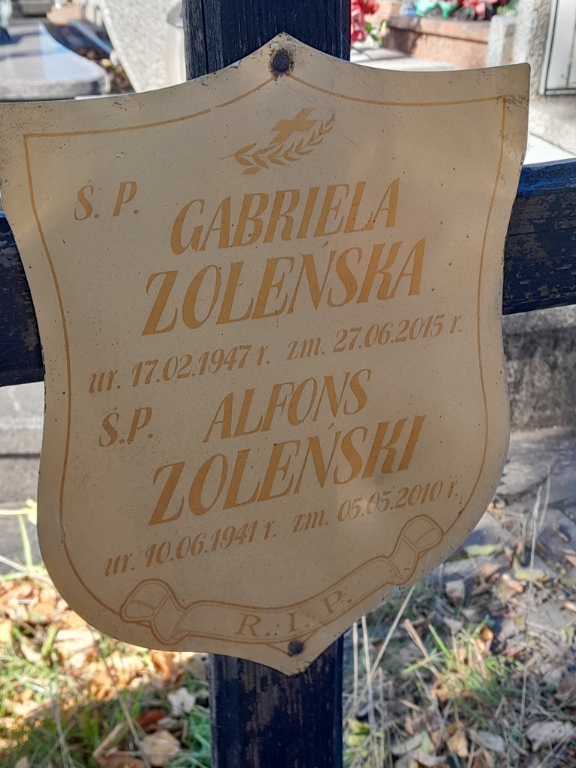 Ś. P.
GABRIELA
ZOLEŃSKA
ur. 17.02.1947 r. zm. 27.06.2015 r.
Ś.P. ALFONS
ZOLEŃSKI
ur. 10.06.1941 r. zm. 05.05.2010 r.
R.I.P.